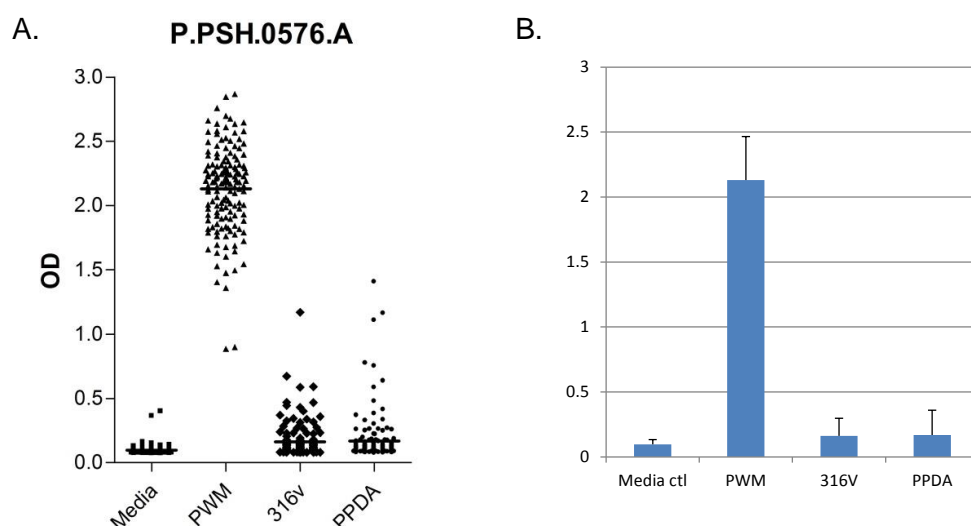 A.
P.PSH.0576.A
3.0
2.5
2.0
1.5
1.0
0.5
0.0
OD
Media
PWM
316v
PPDA
B.
3
2.5
2
1.5
1
0.5
0
Media ctl
PWM
316V
PPDA